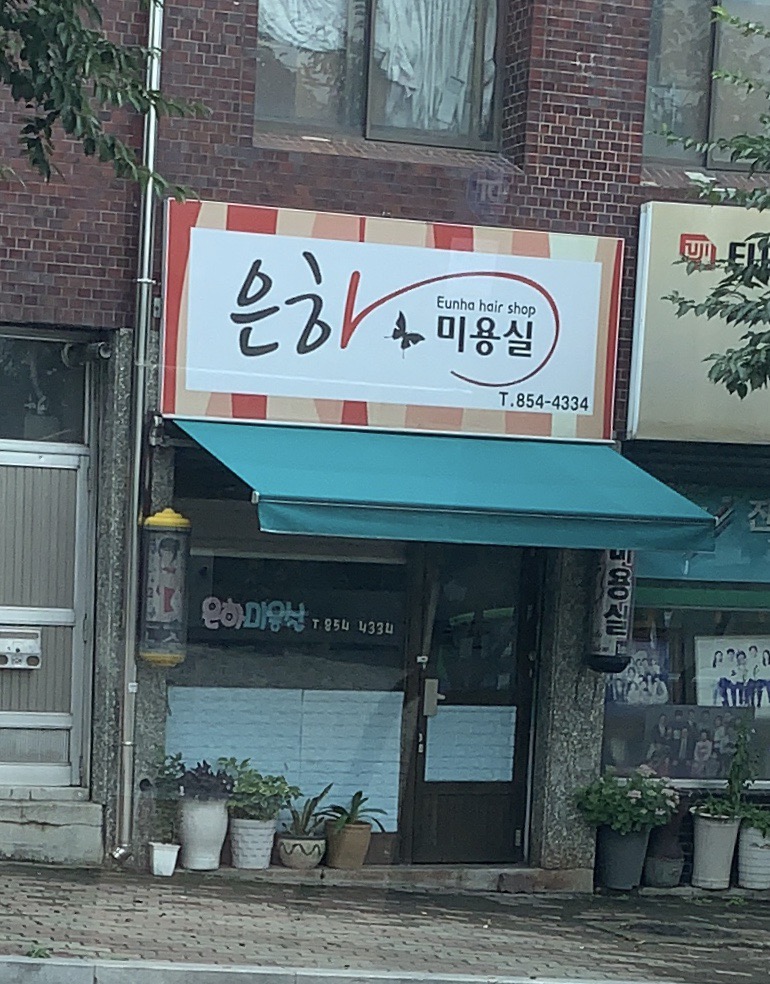 은하
Eunha hair shop
미용실
T.854-4334
은하미용실 T 854 4334
미용실